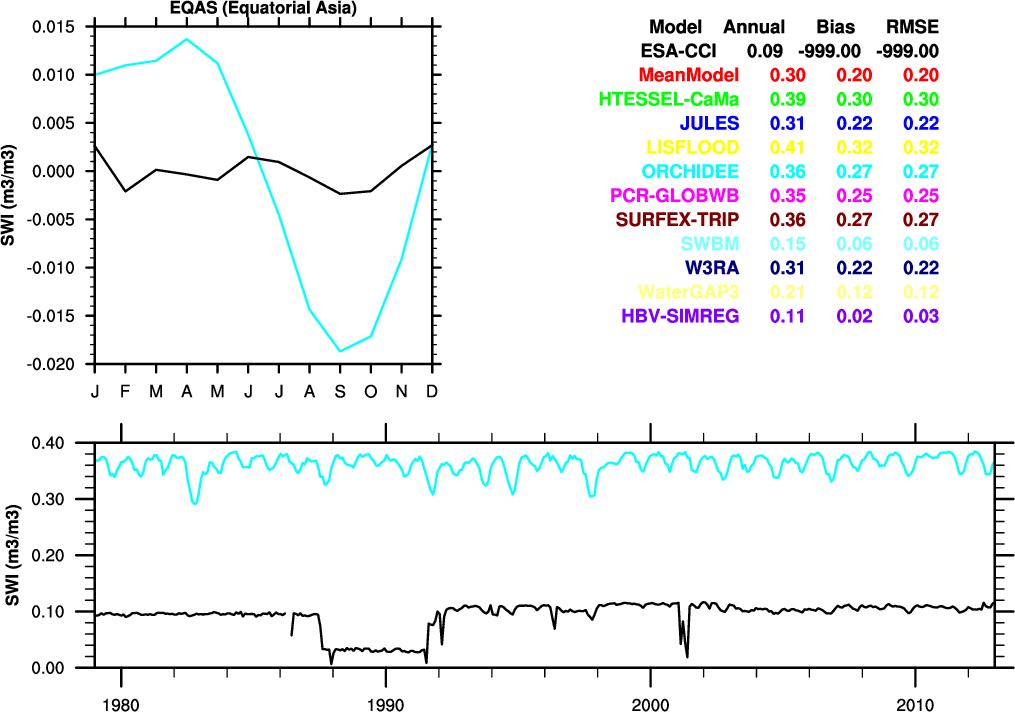 EQAS (Equatorial Asia)
Model Annual Bias RMSE
ESA-CCI 0.09 -999.00 -999.00
MeanModel 0.30 0.20 0.20
HTESSEL-CaMa 0.39 0.30 0.30
JULES 0.31 0.22 0.22
LISFLOOD 0.41 0.32 0.32
ORCHIDEE 0.36 0.27 0.27
PCR-GLOBWB 0.35 0.25 0.25
SURFEX-TRIP 0.36 0.27 0.27
SWBM 0.15 0.06 0.06
W3RA 0.31 0.22 0.22
WaterGAP3 0.21 0.12 0.12
HBV-SIMREG 0.11 0.02 0.03
SWI (m3/m3)
0.015
0.010
0.005
0.000
-0.005
-0.010
-0.015
-0.020
J F M A M J J A S O N D
SWI (m3/m3)
0.40
0.30
0.20
0.10
0.00
1980 1990 2000 2010